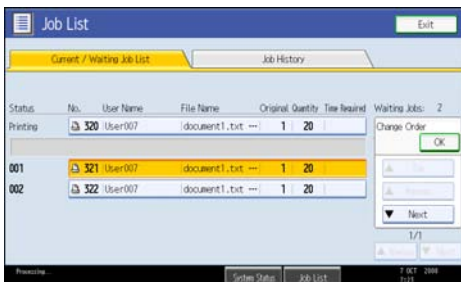 Job List
Exit
Current / Waiting Job List
Job History
Status No. User Name File Name Original Quantity Time Required Waiting Jobs: 2
Printing 320 User007 document1.txt ··· 1 20
Change Order
OK
001 321 User007 document1.txt ··· 1 20
Top
002 322 User007 document1.txt ··· 1 20
▼ Next
1/1
▲ ▼ Next
Processing...
System Status
Job List
7 OCT 2008